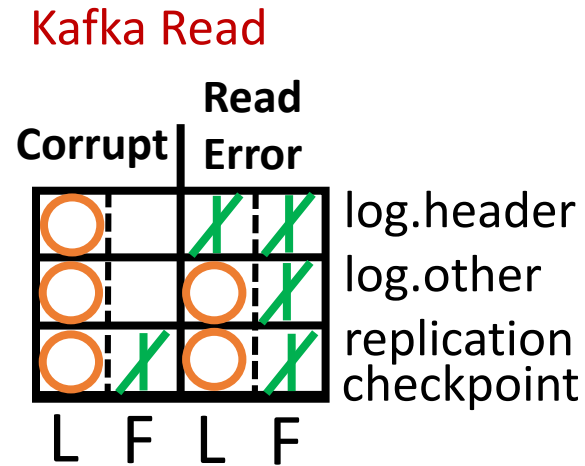 Kafka Read
Read
Corrupt Error
log.header
log.other
replication
checkpoint
L F L F